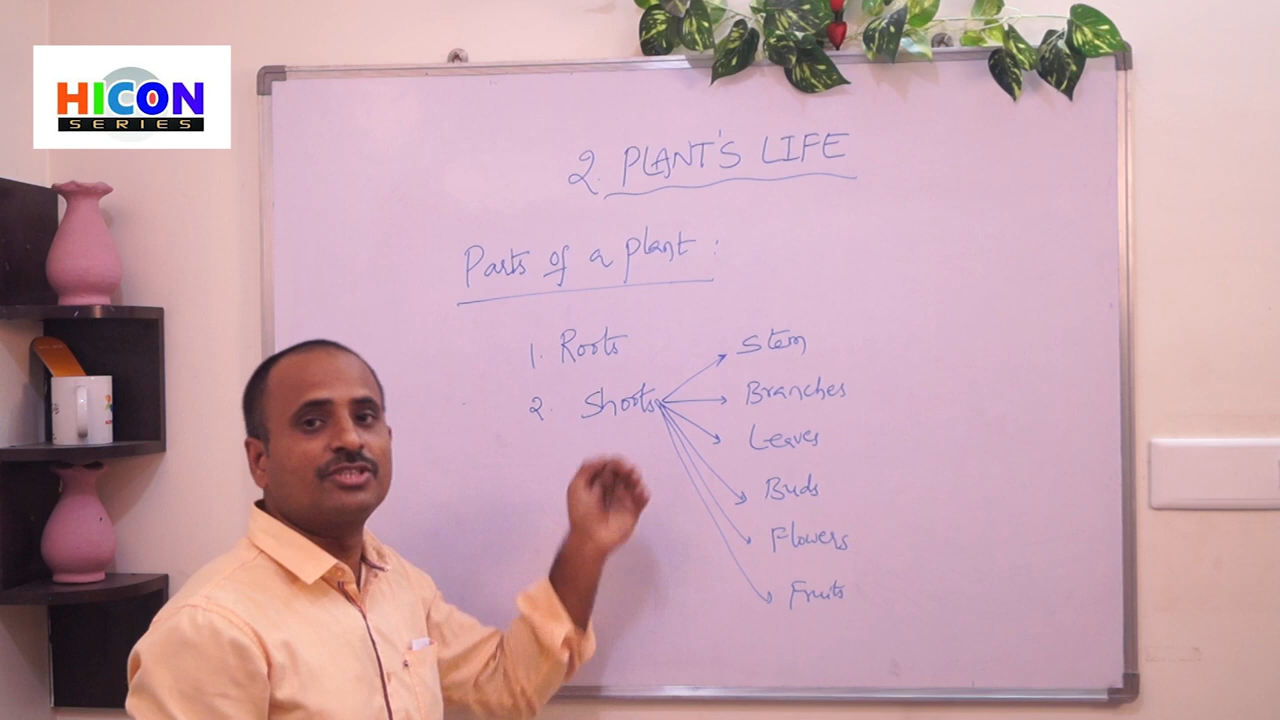 HICON
SERIES
2. PLANT'S LIFE
Parts of a plant :
1. Roots
2. Shoots
Stem
Branches
Leaves
Buds
Flowers
Fruits